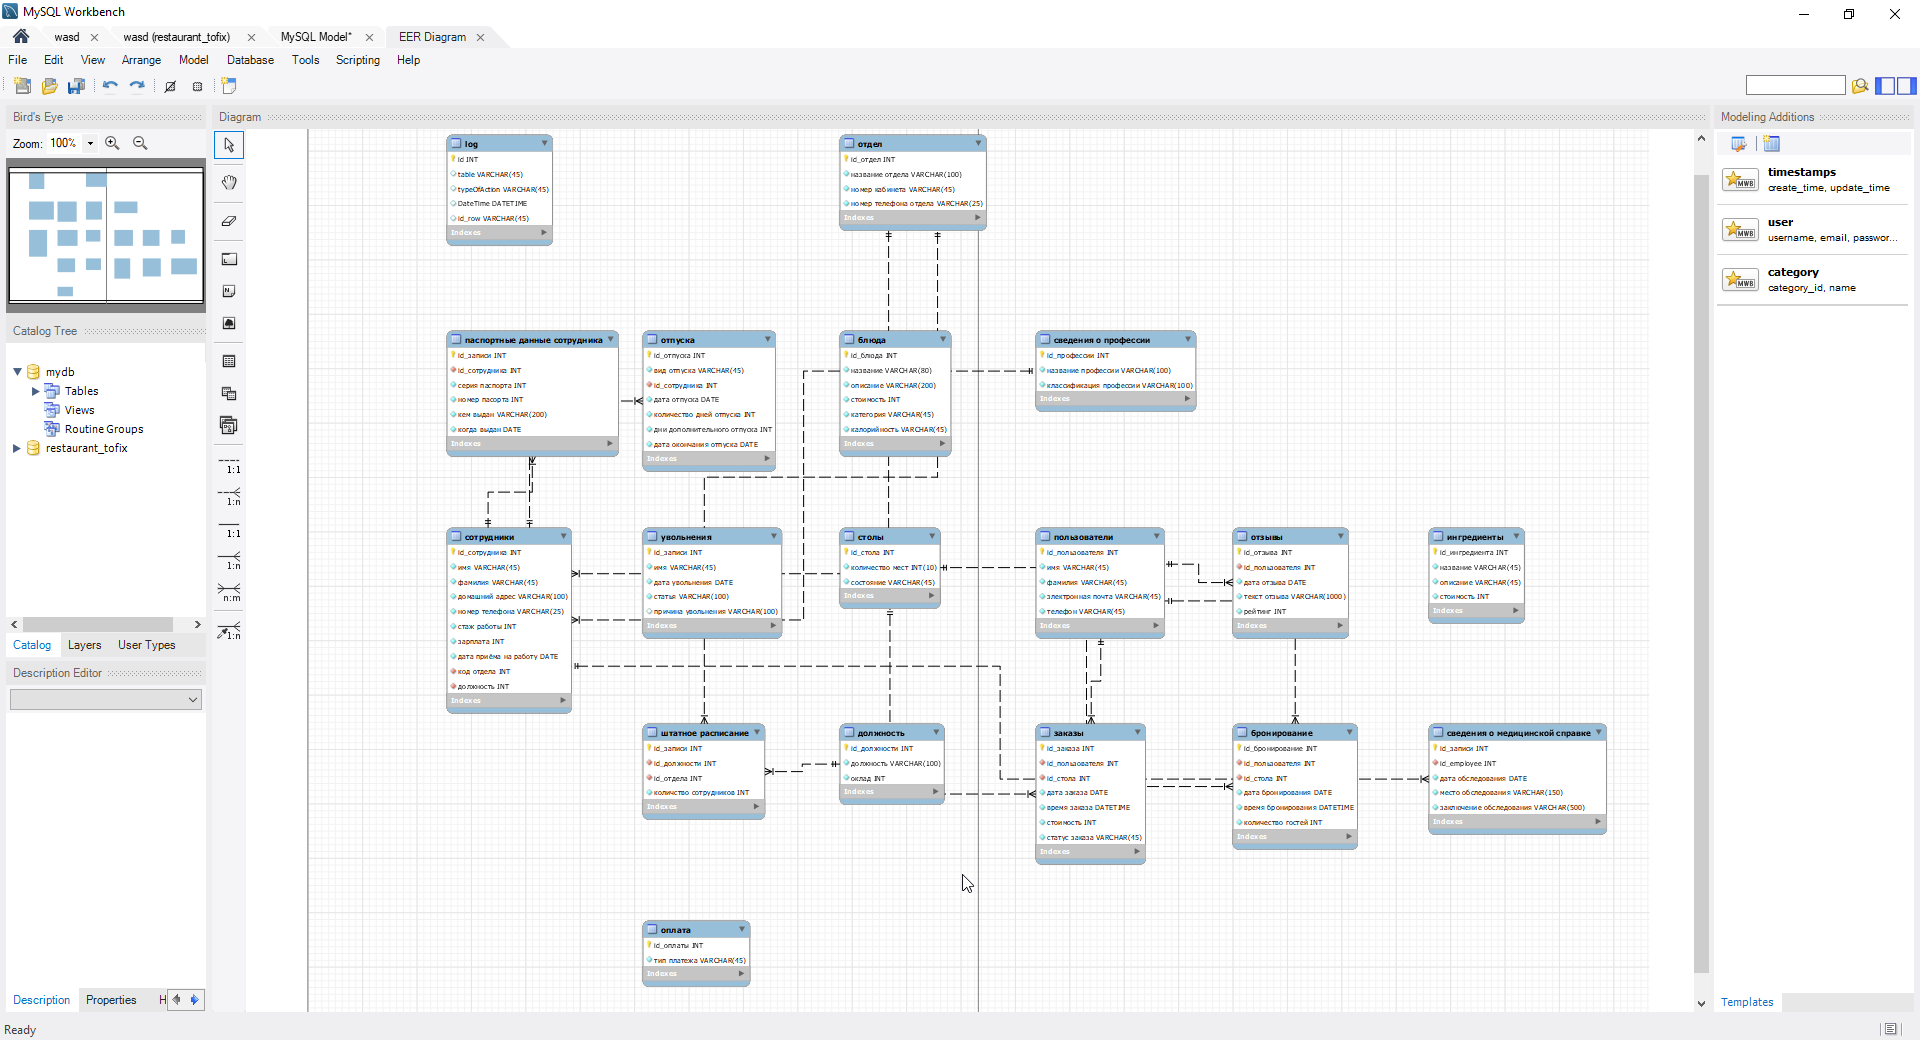 MySQL Workbench
wasd
wasd (restaurant_tofix)
MySQL Model*
EER Diagram
File Edit View Arrange Model Database Tools Scripting Help
Bird's Eye
Zoom: 100%
Catalog Tree
mydb
Tables
Views
Routine Groups
restaurant_tofix
Catalog Layers User Types
Description Editor
Description Properties H
Ready
Diagram
1:1
1:n
1:1
1:n
n:m
1:n
log
id INT
table VARCHAR(45)
typeOfAction VARCHAR(45)
DateTime DATETIME
id_row VARCHAR(45)
Indexes
отдел
id_отдел INT
название отдела VARCHAR(100)
номер кабинета VARCHAR(45)
номер телефона отдела VARCHAR(25)
Indexes
паспортные данные сотрудника
id_записи INT
id_сотрудника INT
серия паспорта INT
номер пасорта INT
кем выдан VARCHAR(200)
когда выдан DATE
Indexes
отпуска
id_отпуска INT
вид отпуска VARCHAR(45)
id_сотрудника INT
дата отпуска DATE
количество дней отпуска INT
дни дополнительного отпуска INT
дата окончания отпуска DATE
Indexes
блюда
id_блюда INT
название VARCHAR(80)
описание VARCHAR(200)
стоимость INT
категория VARCHAR(45)
калорийность VARCHAR(45)
Indexes
сведения о профессии
id_профессии INT
название профессии VARCHAR(100)
классификация профессии VARCHAR(100)
Indexes
сотрудники
id_сотрудника INT
имя VARCHAR(45)
фамилия VARCHAR(45)
домашний адрес VARCHAR(100)
номер телефона VARCHAR(25)
стаж работы INT
зарплата INT
дата приёма на работу DATE
код отдела INT
должность INT
Indexes
увольнения
id_записи INT
имя VARCHAR(45)
дата увольнения DATE
статья VARCHAR(100)
причина увольнения VARCHAR(100)
Indexes
столы
id_стола INT
количество мест INT(10)
состояние VARCHAR(45)
Indexes
пользователи
id_пользователя INT
имя VARCHAR(45)
фамилия VARCHAR(45)
электронная почта VARCHAR(45)
телефон VARCHAR(45)
Indexes
отзывы
id_отзыва INT
id_пользователя INT
дата отзыва DATE
текст отзыва VARCHAR(1000)
рейтинг INT
Indexes
ингредиенты
id_ингредиента INT
название VARCHAR(45)
описание VARCHAR(45)
стоимость INT
Indexes
штатное расписание
id_записи INT
id_должности INT
id_отдела INT
количство сотрудников INT
Indexes
должность
id_должности INT
должность VARCHAR(100)
оклад INT
Indexes
заказы
id_заказа INT
id_пользователя INT
id_стола INT
дата заказа DATE
время заказа DATETIME
стоимость INT
статус заказа VARCHAR(45)
Indexes
бронирование
id_бронирование INT
id_пользователя INT
id_стола INT
дата бронирования DATE
время бронирования DATETIME
количество гостей INT
Indexes
сведения о медицинской справке
id_записи INT
id_employee INT
дата обследования DATE
место обследования VARCHAR(150)
заключение обследования VARCHAR(500)
Indexes
оплата
id_оплаты INT
тип платежа VARCHAR(45)
Indexes
Modeling Additions
MWB
timestamps
create_time, update_time
MWB
user
username, email, passwor...
MWB
category
category_id, name
Templates